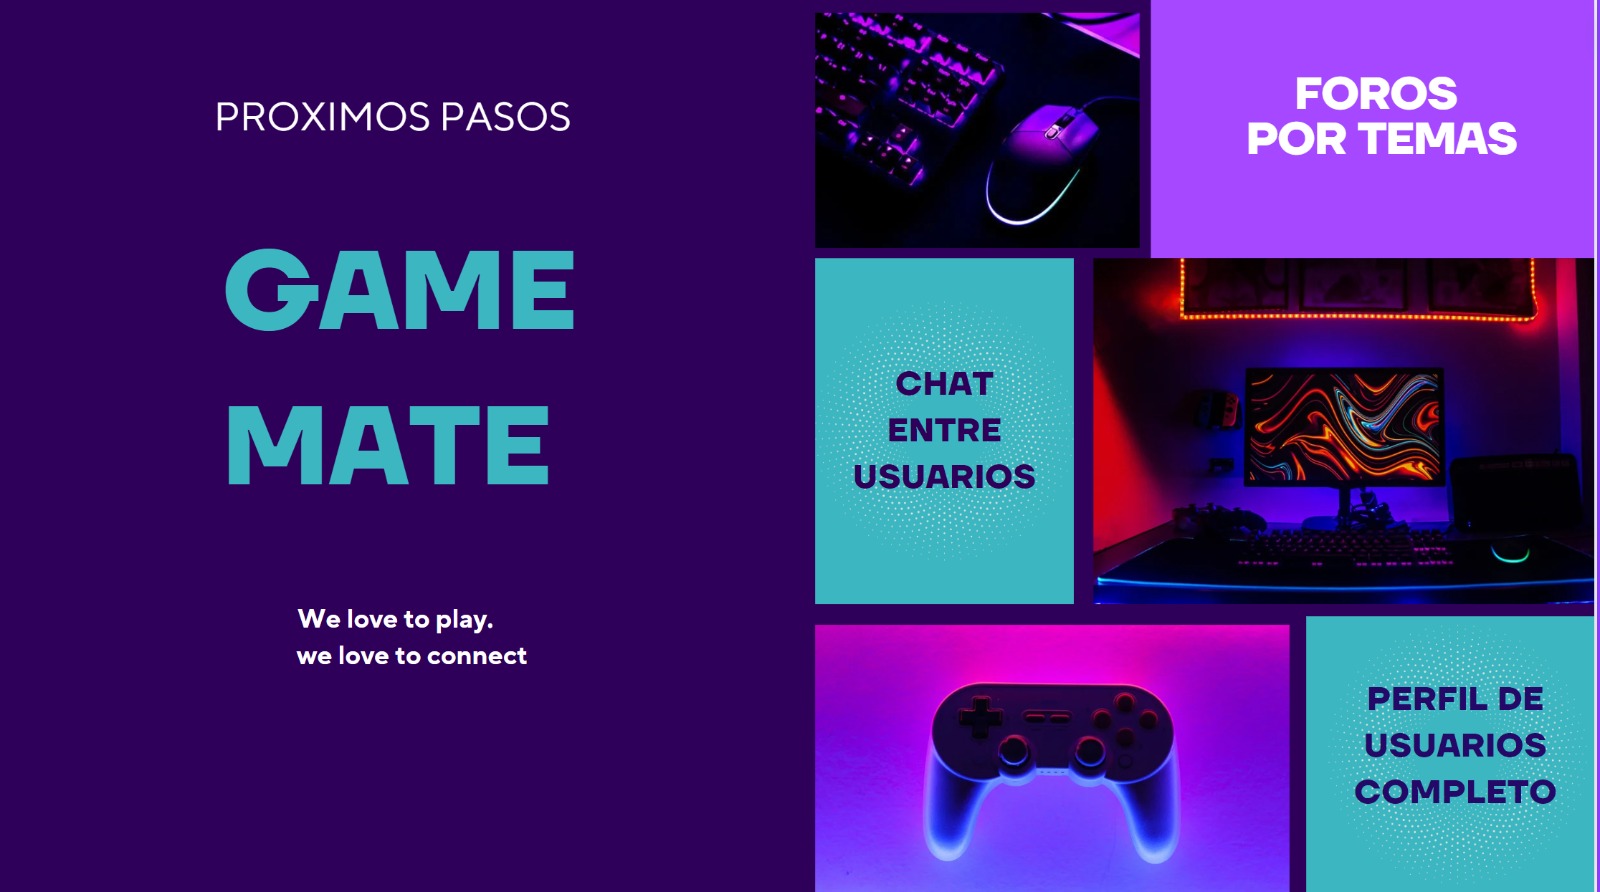 PROXIMOS PASOS
GAME
MATE
We love to play.
we love to connect
FOROS
POR TEMAS
CHAT
ENTRE
USUARIOS
PERFIL DE
USUARIOS
COMPLETO